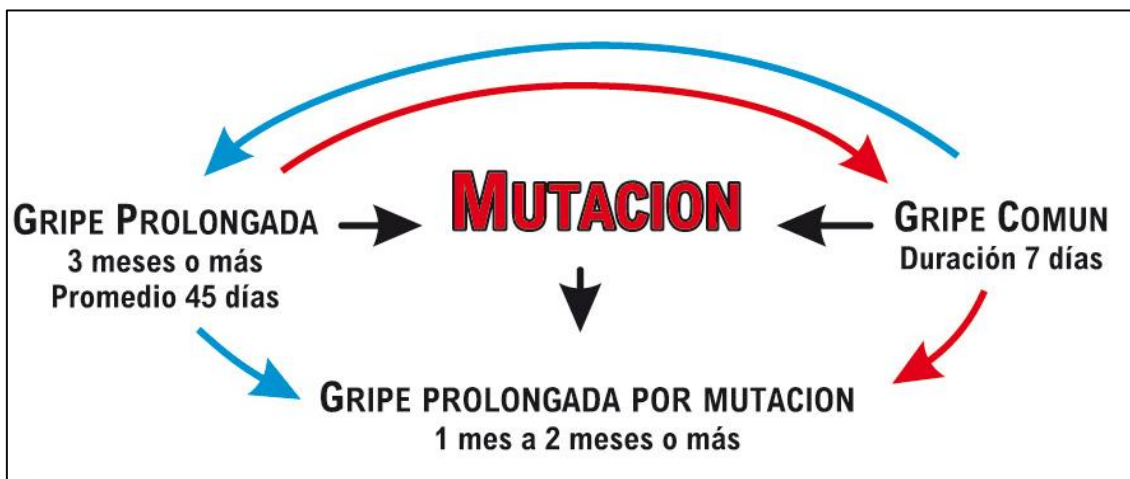 MUTACION
GRIPE PROLONGADA
3 meses o más
Promedio 45 días
GRIPE COMUN
Duración 7 días
GRIPE PROLONGADA POR MUTACION
1 mes a 2 meses o más